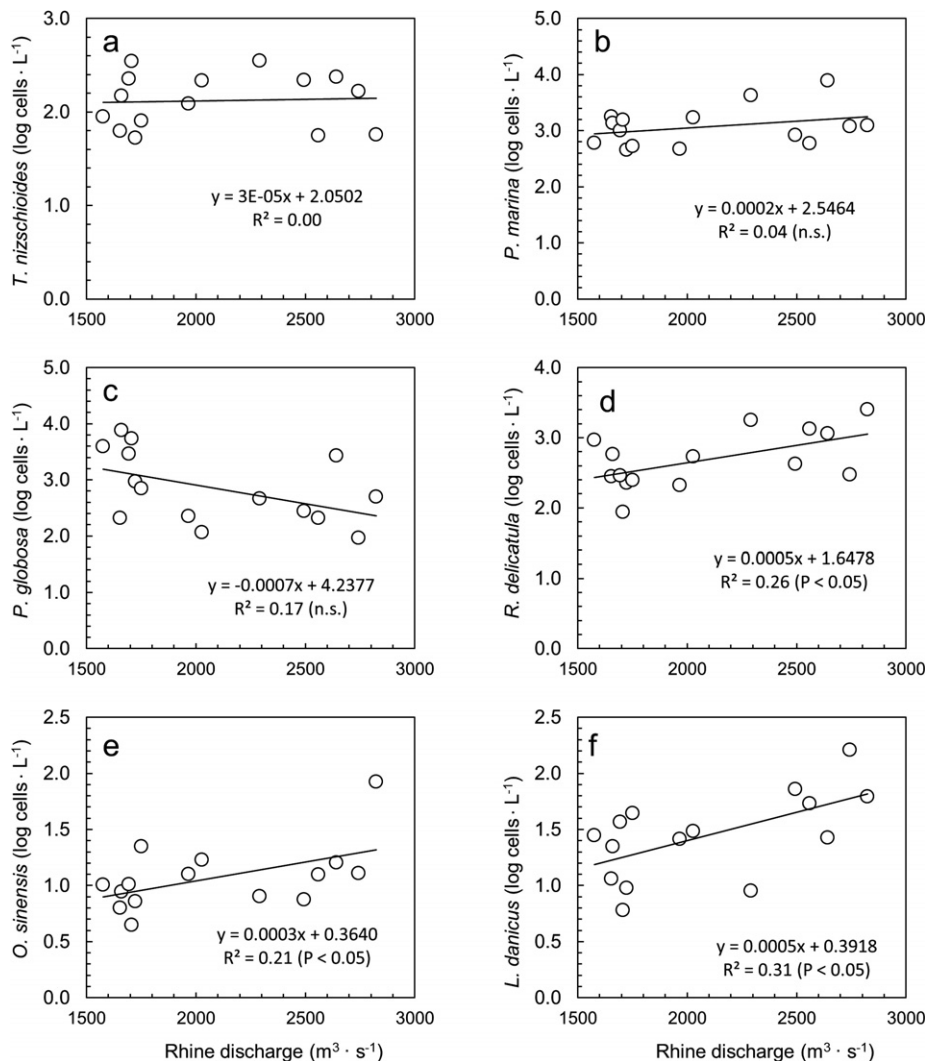 a
T. nizschioides (log cells · L⁻¹)
3.0
2.0
1.0
0.0
1500 2000 2500 3000
y = 3E-05x + 2.0502
R² = 0.00
b
P. marina (log cells · L⁻¹)
5.0
4.0
3.0
2.0
1.0
0.0
1500 2000 2500 3000
y = 0.0002x + 2.5464
R² = 0.04 (n.s.)
c
P. globosa (log cells · L⁻¹)
5.0
4.0
3.0
2.0
1.0
0.0
1500 2000 2500 3000
y = -0.0007x + 4.2377
R² = 0.17 (n.s.)
d
R. delicatula (log cells · L⁻¹)
4.0
3.0
2.0
1.0
0.0
1500 2000 2500 3000
y = 0.0005x + 1.6478
R² = 0.26 (P < 0.05)
e
O. sinensis (log cells · L⁻¹)
2.5
2.0
1.5
1.0
0.5
0.0
1500 2000 2500 3000
y = 0.0003x + 0.3640
R² = 0.21 (P < 0.05)
Rhine discharge (m³ · s⁻¹)
f
L. danicus (log cells · L⁻¹)
2.5
2.0
1.5
1.0
0.5
0.0
1500 2000 2500 3000
y = 0.0005x + 0.3918
R² = 0.31 (P < 0.05)
Rhine discharge (m³ · s⁻¹)